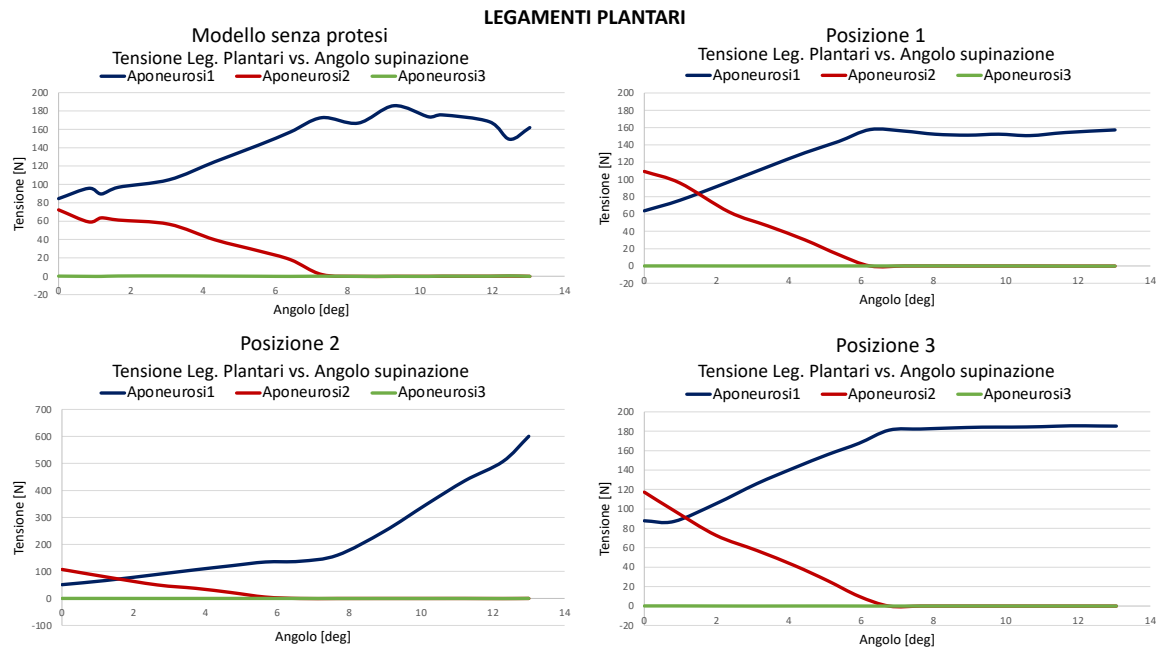 LEGAMENTI PLANTARI
Modello senza protesi
Tensione Leg. Plantari vs. Angolo supinazione
Aponeurosi1 Aponeurosi2 Aponeurosi3
Tensione [N]
200
180
160
140
120
100
80
60
40
20
0
-20
0 2 4 6 8 10 12 14
Angolo [deg]
Posizione 1
Tensione Leg. Plantari vs. Angolo supinazione
Aponeurosi1 Aponeurosi2 Aponeurosi3
Tensione [N]
200
180
160
140
120
100
80
60
40
20
0
-20
0 2 4 6 8 10 12 14
Angolo [deg]
Posizione 2
Tensione Leg. Plantari vs. Angolo supinazione
Aponeurosi1 Aponeurosi2 Aponeurosi3
Tensione [N]
700
600
500
400
300
200
100
0
-100
0 2 4 6 8 10 12 14
Angolo [deg]
Posizione 3
Tensione Leg. Plantari vs. Angolo supinazione
Aponeurosi1 Aponeurosi2 Aponeurosi3
Tensione [N]
200
180
160
140
120
100
80
60
40
20
0
-20
0 2 4 6 8 10 12 14
Angolo [deg]